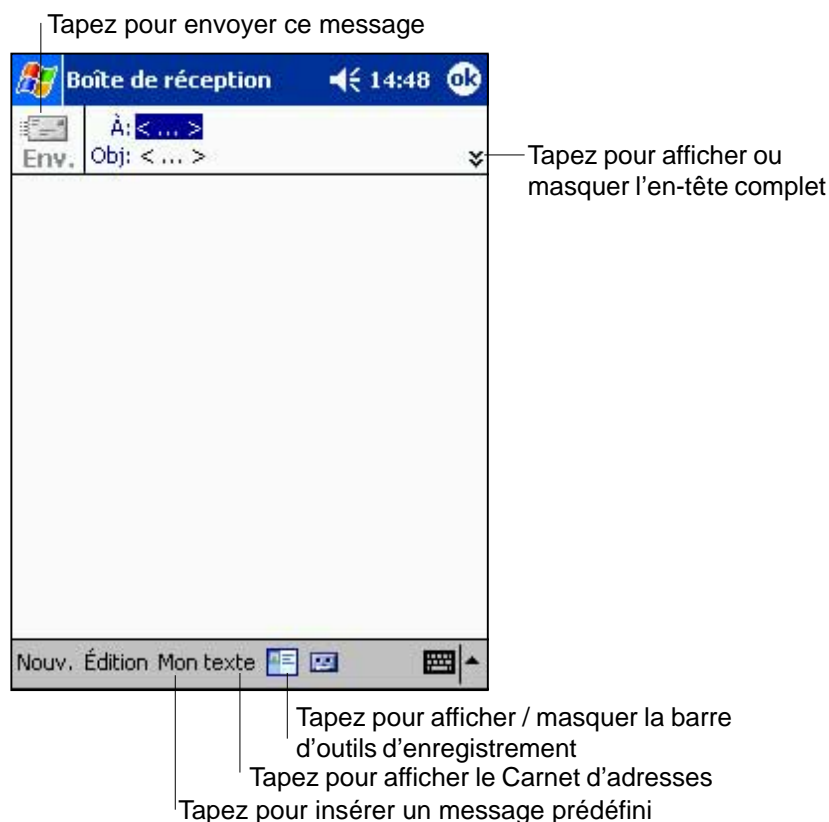 Tapez pour envoyer ce message
Boîte de réception 14:48 ok
À: < ... >
Env. Obj: < ... >
Tapez pour afficher ou
masquer l'en-tête complet
Nouv. Édition Mon texte
Tapez pour afficher / masquer la barre
d'outils d'enregistrement
Tapez pour afficher le Carnet d'adresses
Tapez pour insérer un message prédéfini